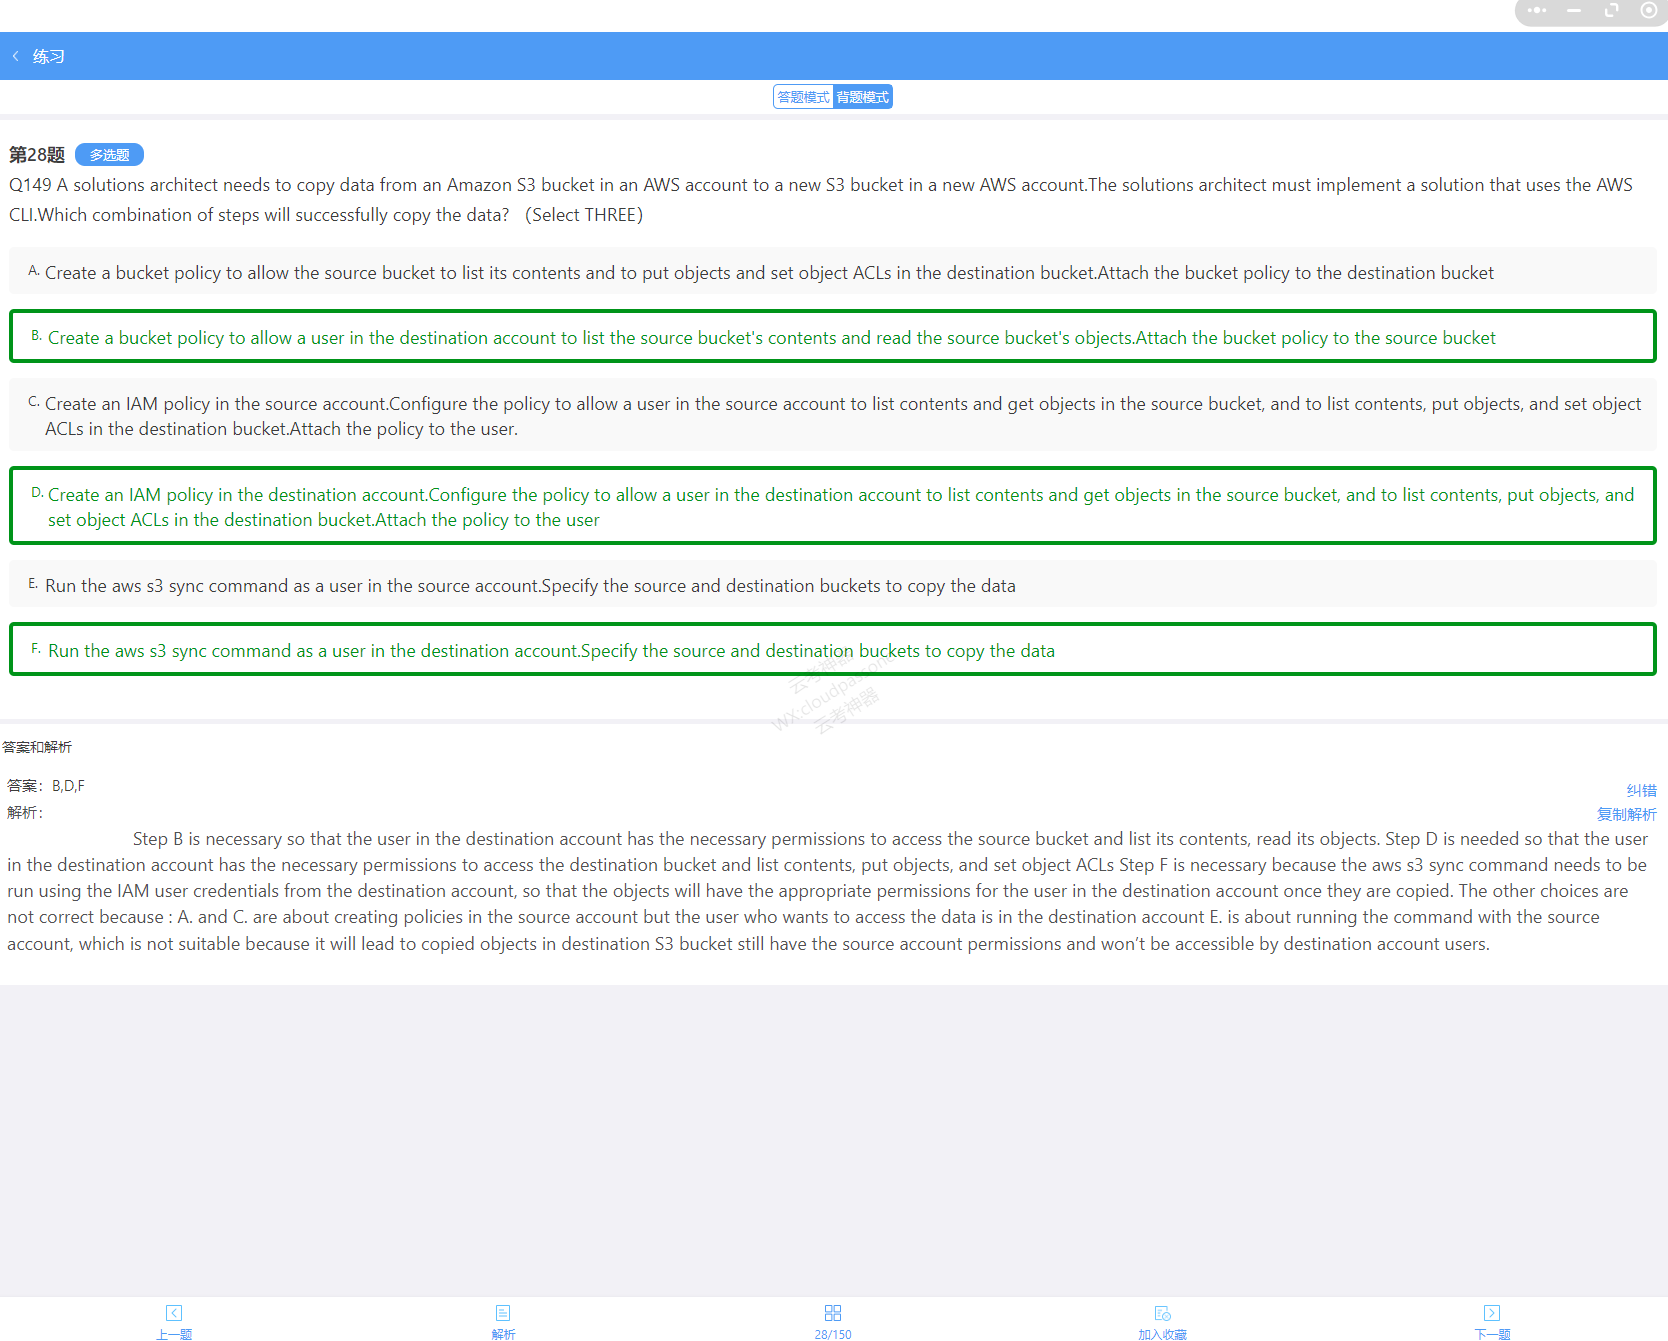 练习
答题模式 背题模式
第28题 多选题
Q149 A solutions architect needs to copy data from an Amazon S3 bucket in an AWS account to a new S3 bucket in a new AWS account.The solutions architect must implement a solution that uses the AWS
CLI.Which combination of steps will successfully copy the data? （Select THREE）
A. Create a bucket policy to allow the source bucket to list its contents and to put objects and set object ACLs in the destination bucket.Attach the bucket policy to the destination bucket
B. Create a bucket policy to allow a user in the destination account to list the source bucket's contents and read the source bucket's objects.Attach the bucket policy to the source bucket
C. Create an IAM policy in the source account.Configure the policy to allow a user in the source account to list contents and get objects in the source bucket, and to list contents, put objects, and set object
ACLs in the destination bucket.Attach the policy to the user.
D. Create an IAM policy in the destination account.Configure the policy to allow a user in the destination account to list contents and get objects in the source bucket, and to list contents, put objects, and
set object ACLs in the destination bucket.Attach the policy to the user
E. Run the aws s3 sync command as a user in the source account.Specify the source and destination buckets to copy the data
F. Run the aws s3 sync command as a user in the destination account.Specify the source and destination buckets to copy the data
云考神器
云考神器
答案和解析
答案：B,D,F
纠错
解析：
复制解析
Step B is necessary so that the user in the destination account has the necessary permissions to access the source bucket and list its contents, read its objects. Step D is needed so that the user
in the destination account has the necessary permissions to access the destination bucket and list contents, put objects, and set object ACLs Step F is necessary because the aws s3 sync command needs to be
run using the IAM user credentials from the destination account, so that the objects will have the appropriate permissions for the user in the destination account once they are copied. The other choices are
not correct because : A. and C. are about creating policies in the source account but the user who wants to access the data is in the destination account E. is about running the command with the source
account, which is not suitable because it will lead to copied objects in destination S3 bucket still have the source account permissions and won’t be accessible by destination account users.
上一题
解析
28/150
加入收藏
下一题